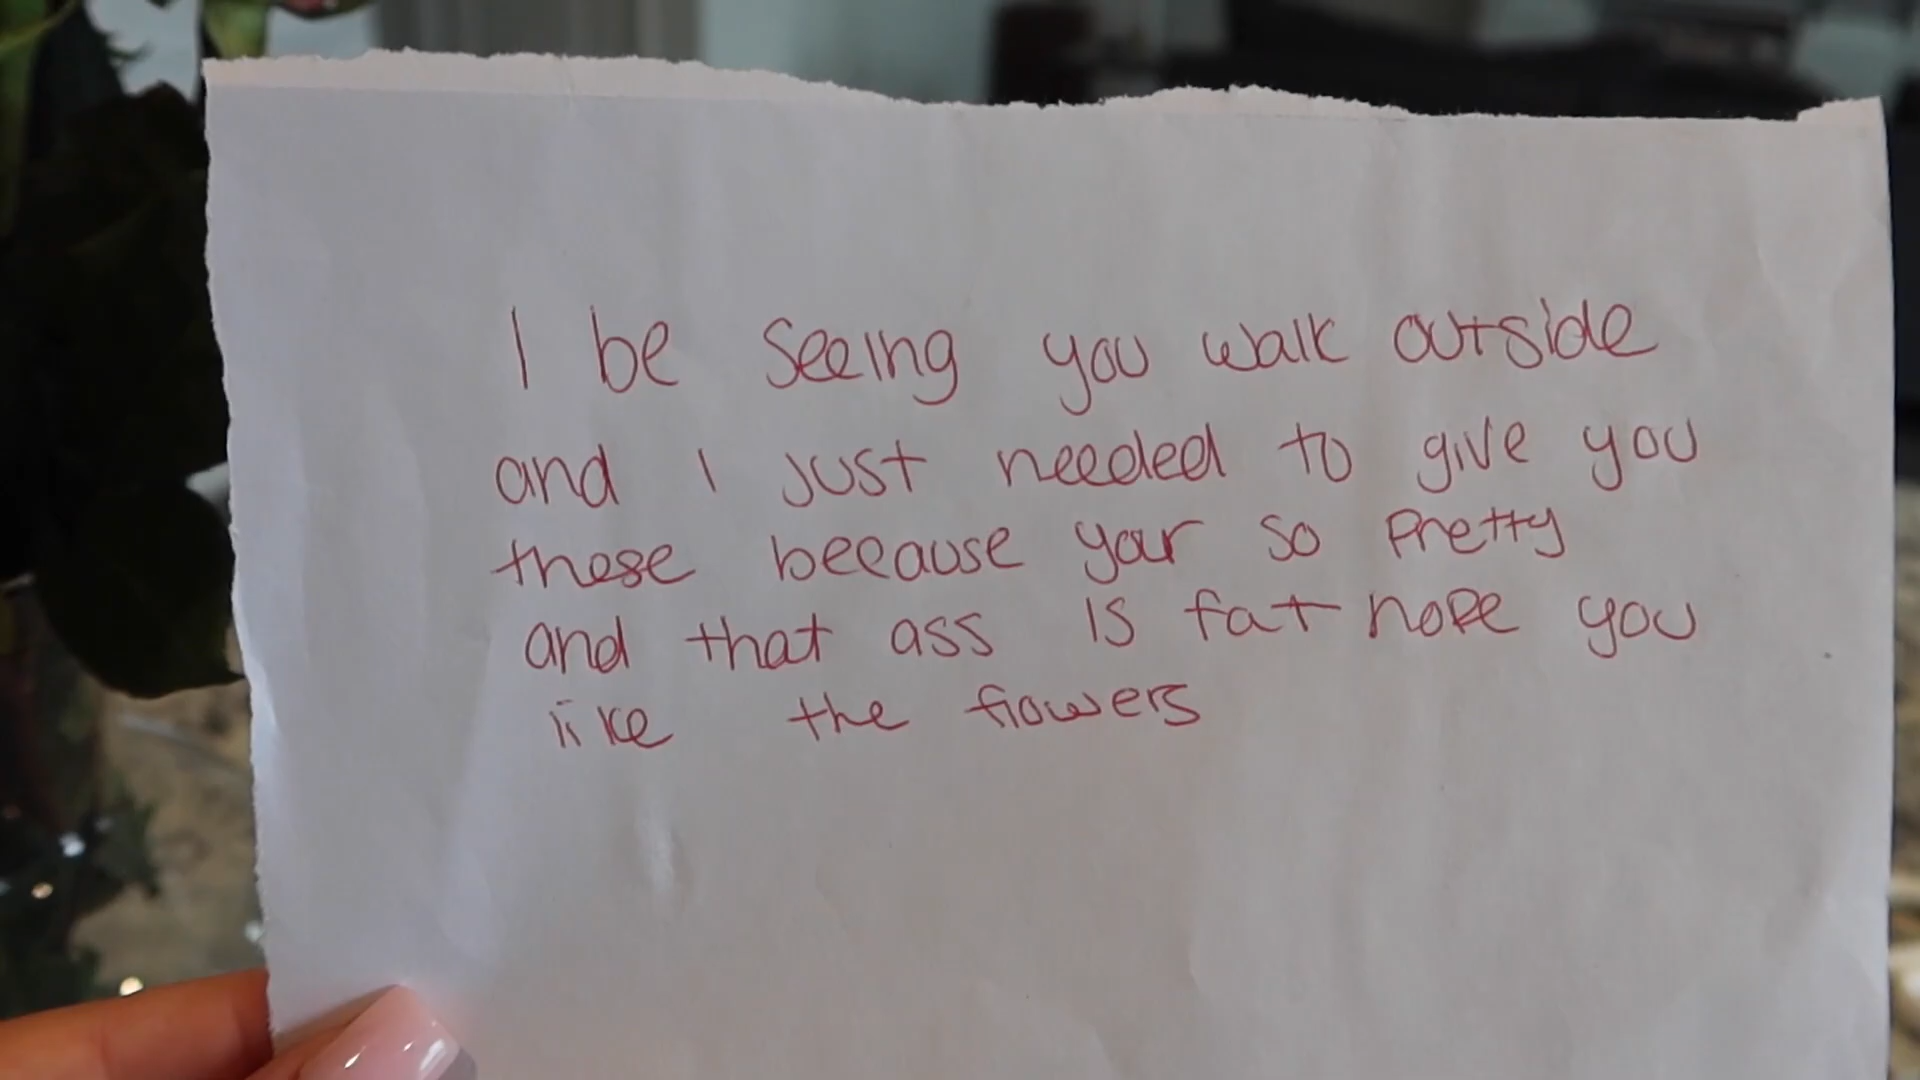 I be seeing you walk outside
and I just needed to give you
these because your so pretty
and that ass is fat hope you
like the flowers